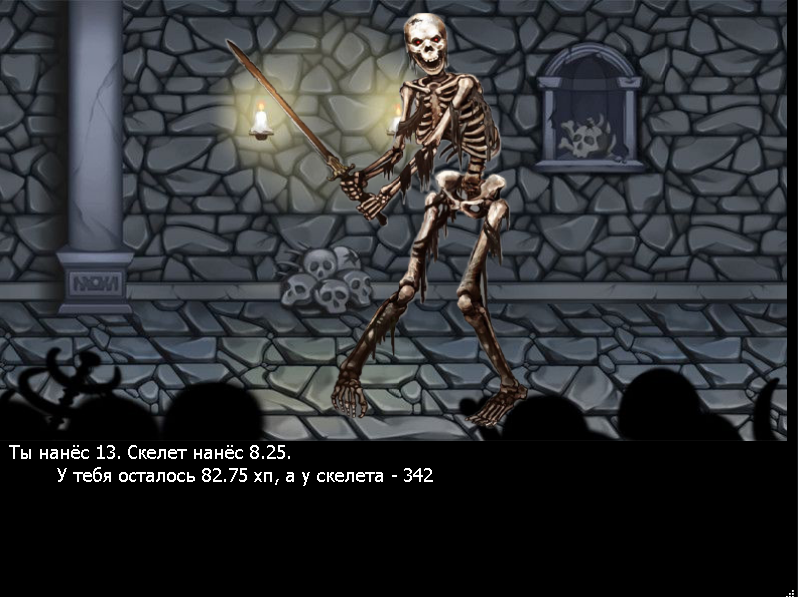 Ты нанёс 13. Скелет нанёс 8.25.
У тебя осталось 82.75 хп, а у скелета - 342